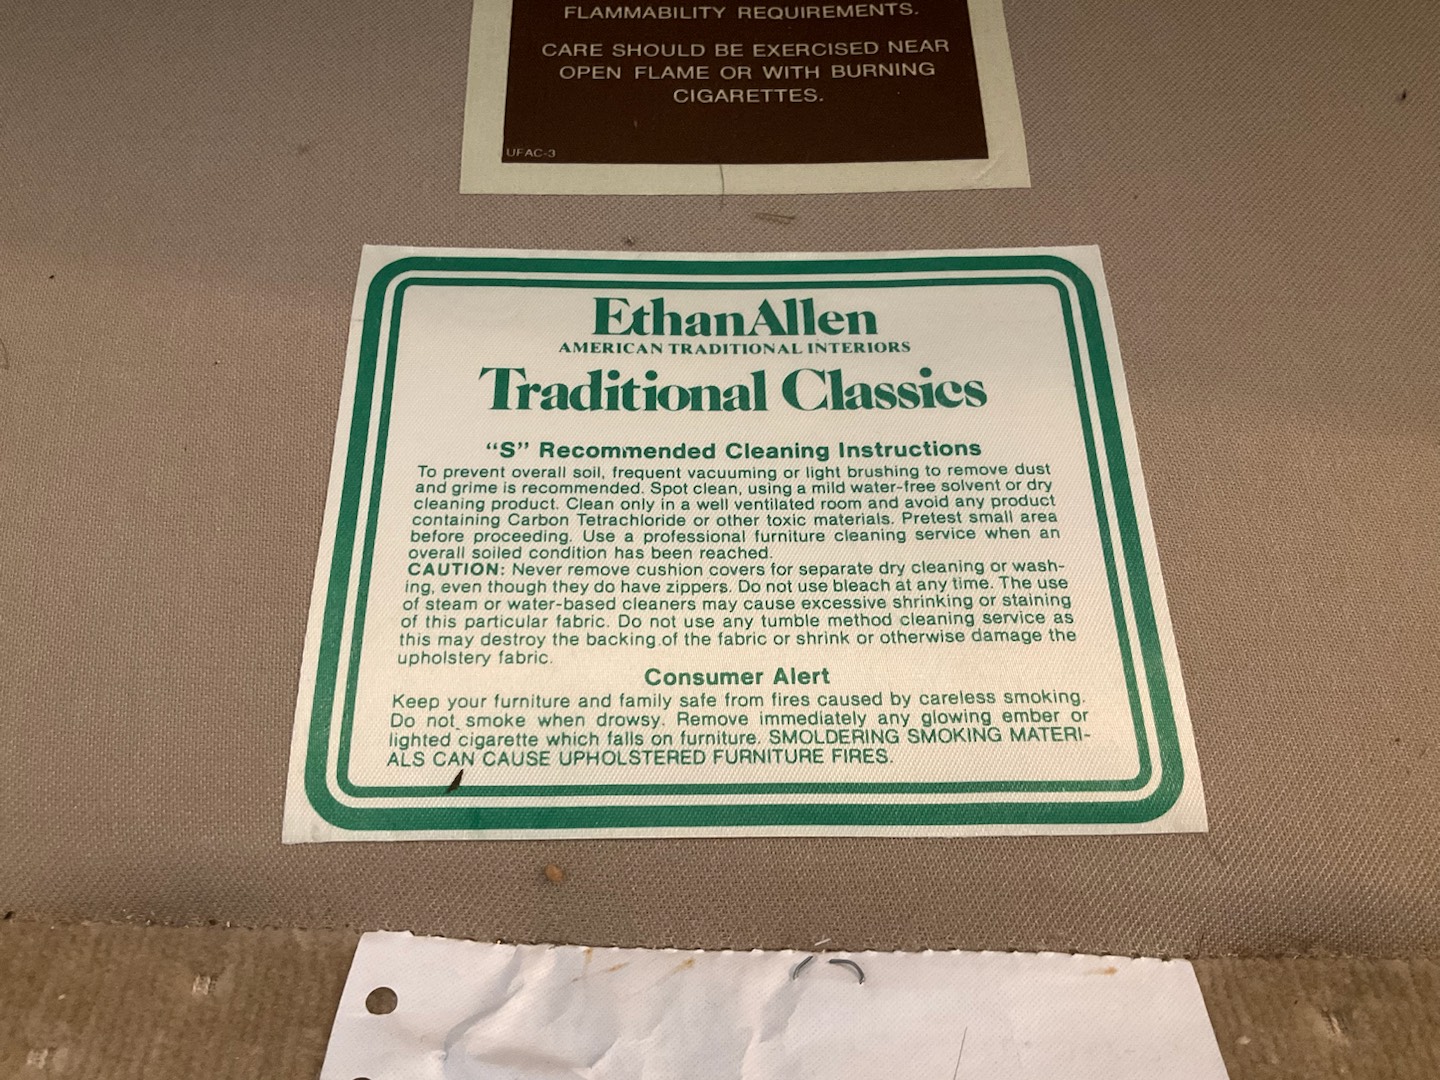 FLAMMABILITY REQUIREMENTS.
CARE SHOULD BE EXERCISED NEAR
OPEN FLAME OR WITH BURNING
CIGARETTES.
UFAC-3
EthanAllen
AMERICAN TRADITIONAL INTERIORS
Traditional Classics
“S” Recommended Cleaning Instructions
To prevent overall soil, frequent vacuuming or light brushing to remove dust
and grime is recommended. Spot clean, using a mild water-free solvent or dry
cleaning product. Clean only in a well ventilated room and avoid any product
containing Carbon Tetrachloride or other toxic materials. Pretest small area
before proceeding. Use a professional furniture cleaning service when an
overall soiled condition has been reached.
CAUTION: Never remove cushion covers for separate dry cleaning or wash-
ing, even though they do have zippers. Do not use bleach at any time. The use
of steam or water-based cleaners may cause excessive shrinking or staining
of this particular fabric. Do not use any tumble method cleaning service as
this may destroy the backing of the fabric or shrink or otherwise damage the
upholstery fabric.
Consumer Alert
Keep your furniture and family safe from fires caused by careless smoking.
Do not smoke when drowsy. Remove immediately any glowing ember or
lighted cigarette which falls on furniture. SMOLDERING SMOKING MATERI-
ALS CAN CAUSE UPHOLSTERED FURNITURE FIRES.